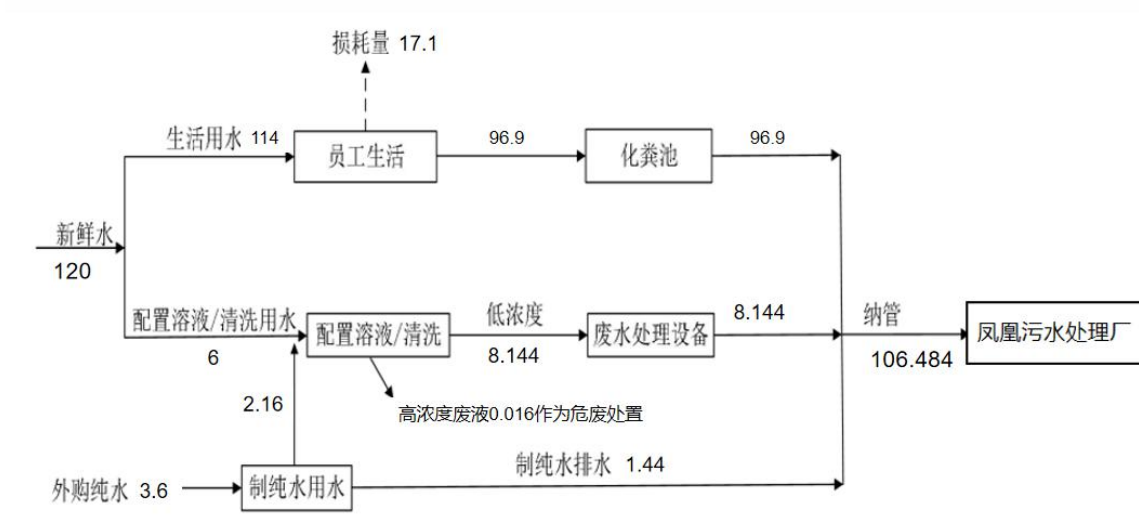 损耗量 17.1
生活用水 114
员工生活
96.9
化粪池
96.9
新鲜水
120
配置溶液/清洗用水
6
配置溶液/清洗
低浓度
8.144
废水处理设备
8.144
纳管
106.484
凤凰污水处理厂
2.16
高浓度废液0.016作为危废处置
外购纯水 3.6
制纯水用水
制纯水排水 1.44